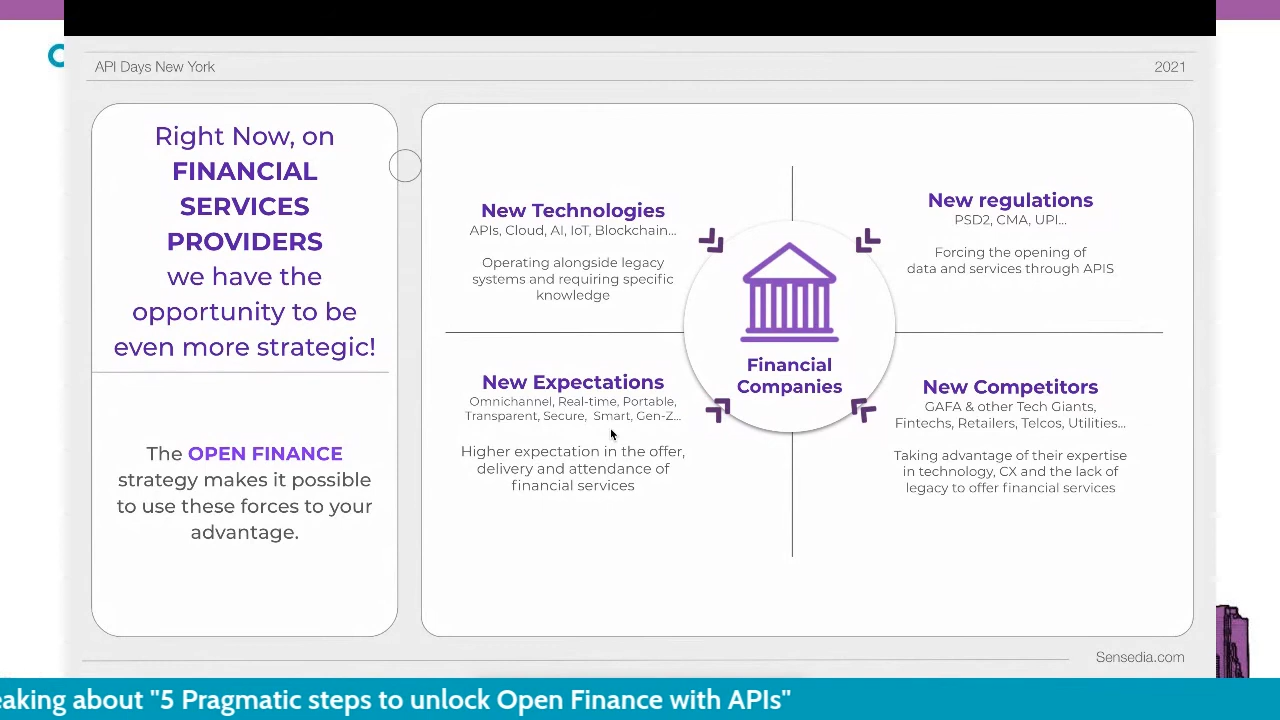 API Days New York
2021
Right Now, on
FINANCIAL
SERVICES
PROVIDERS
we have the
opportunity to be
even more strategic!
The OPEN FINANCE
strategy makes it possible
to use these forces to your
advantage.
New Technologies
APIs, Cloud, AI, IoT, Blockchain...
Operating alongside legacy
systems and requiring specific
knowledge
New regulations
PSD2, CMA, UPI...
Forcing the opening of
data and services through APIS
Financial
Companies
New Expectations
Omnichannel, Real-time, Portable,
Transparent, Secure, Smart, Gen-Z...
Higher expectation in the offer,
delivery and attendance of
financial services
New Competitors
GAFA & other Tech Giants,
Fintechs, Retailers, Telcos, Utilities...
Taking advantage of their expertise
in technology, CX and the lack of
legacy to offer financial services
Sensedia.com
eaking about "5 Pragmatic steps to unlock Open Finance with APIs"